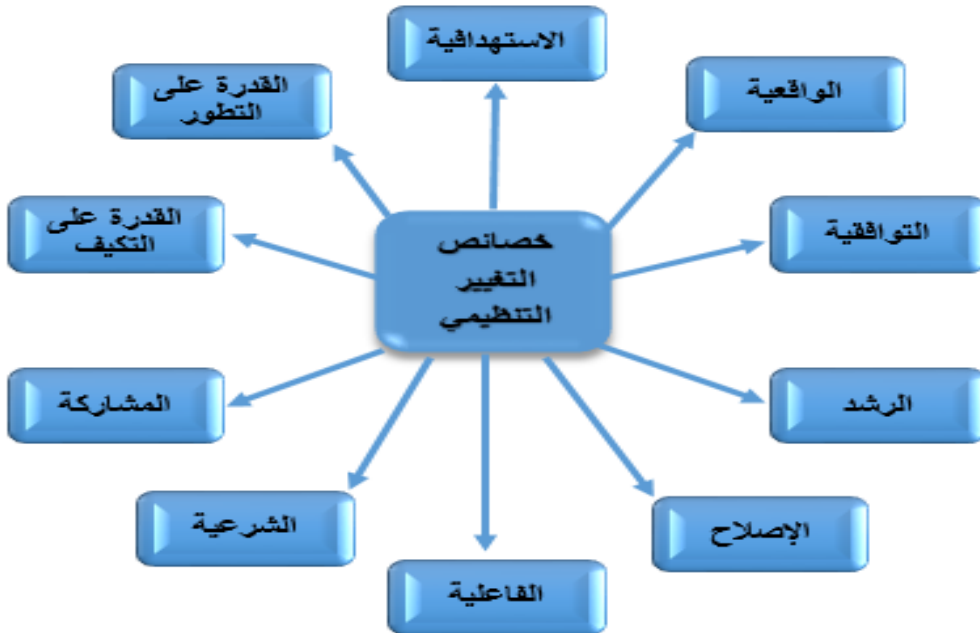 الاستهدافية
الواقعية
القدرة على
التطور
القدرة على
التكيف
خصائص
التغيير
التنظيمي
التوافقية
المشاركة
الرشد
الشرعية
الإصلاح
الفاعلية